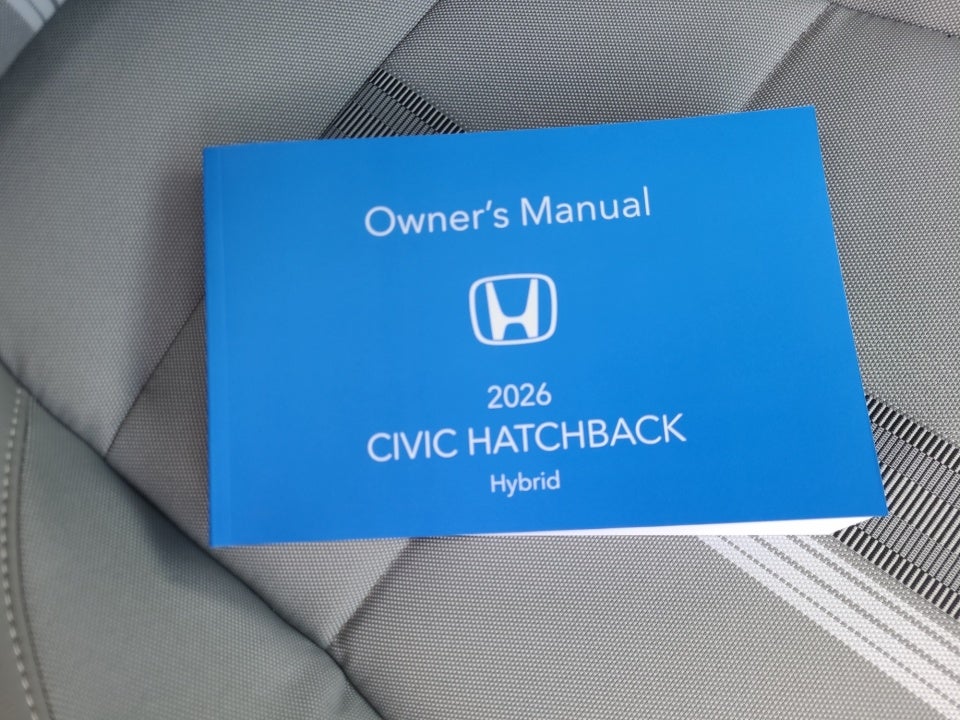 Owner's Manual
2026
CIVIC HATCHBACK
Hybrid